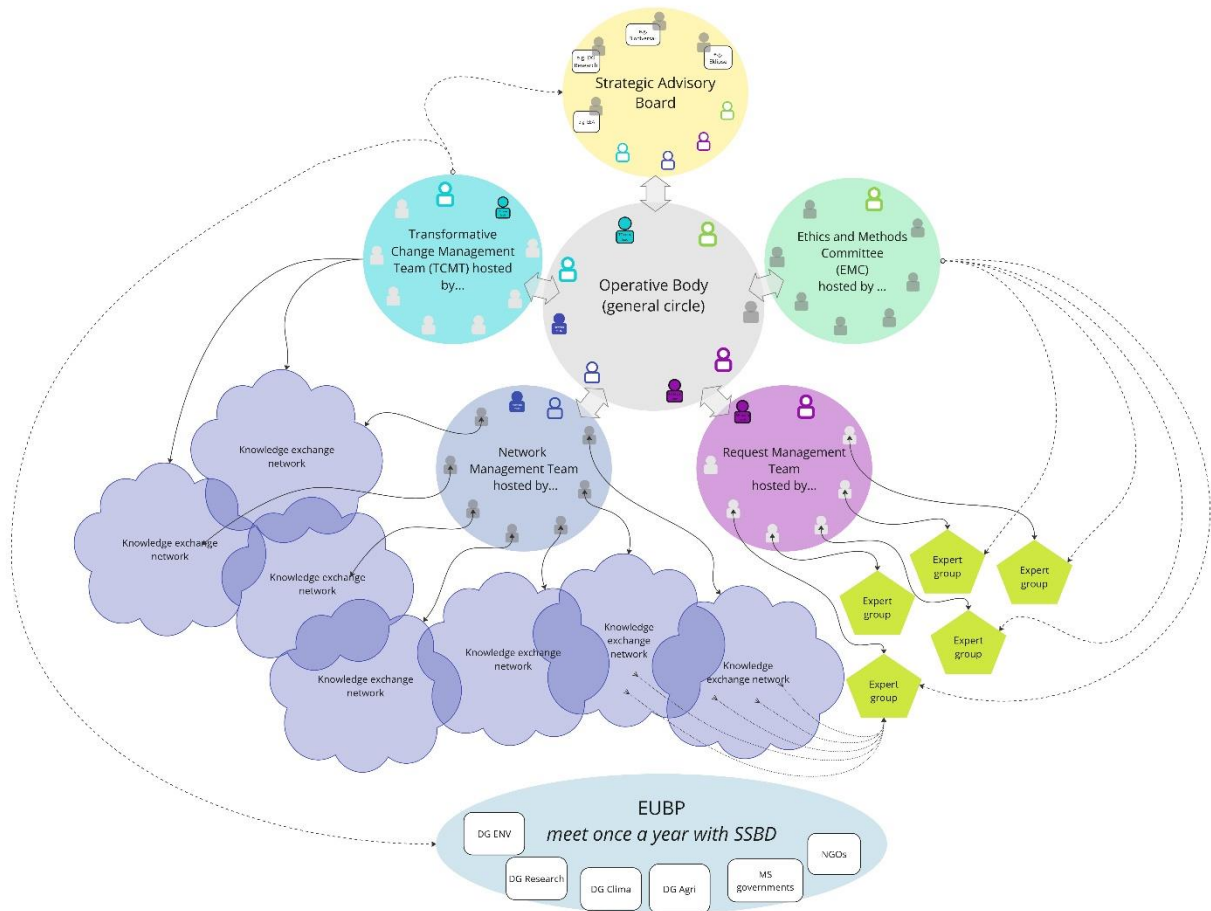 Strategic Advisory
Board
Transformative
Change Management
Team (TCMT) hosted
by...
Operative Body
(general circle)
Ethics and Methods
Committee
(EMC)
hosted by ...
Network
Management Team
hosted by...
Request Management
Team
hosted by...
Knowledge exchange
network
Knowledge exchange
network
Knowledge exchange
network
Knowledge exchange
network
Knowledge exchange
network
Knowledge
exchange
network
Knowledge
exchange network
Expert
group
Expert
group
Expert
group
Expert
group
Expert
group
EUBP
meet once a year with SSBD
DG ENV
DG Research
DG Clima
DG Agri
MS
governments
NGOs